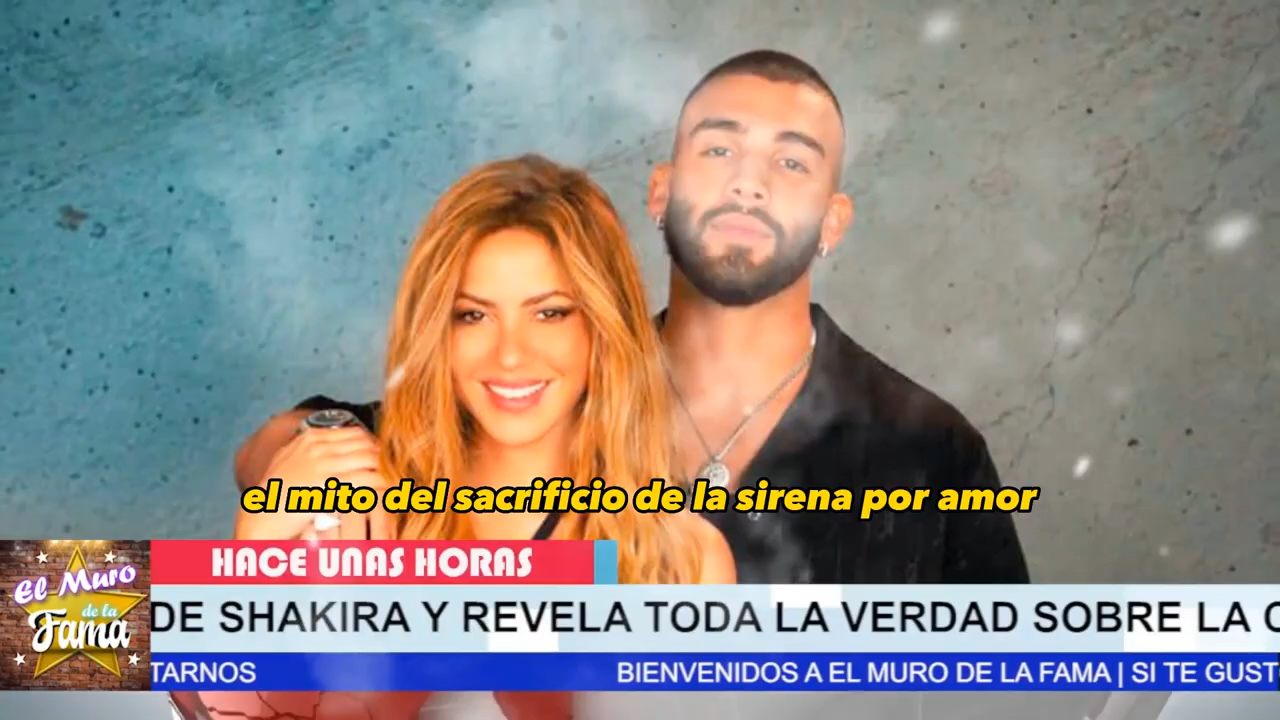 el mito del sacrificio de la sirena por amor
HACE UNAS HORAS
El Muro
de la
Fama
DE SHAKIRA Y REVELA TODA LA VERDAD SOBRE LA
TARNOS
BIENVENIDOS A EL MURO DE LA FAMA | SI TE GUST